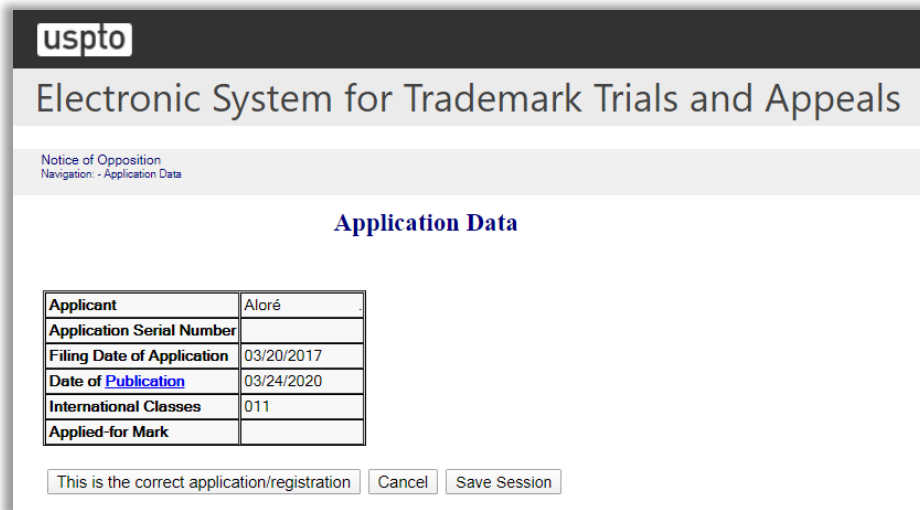 uspto
Electronic System for Trademark Trials and Appeals
Notice of Opposition
Navigation: - Application Data
Application Data
Applicant Aloré .
Application Serial Number
Filing Date of Application 03/20/2017
Date of Publication 03/24/2020
International Classes 011
Applied-for Mark
This is the correct application/registration Cancel Save Session